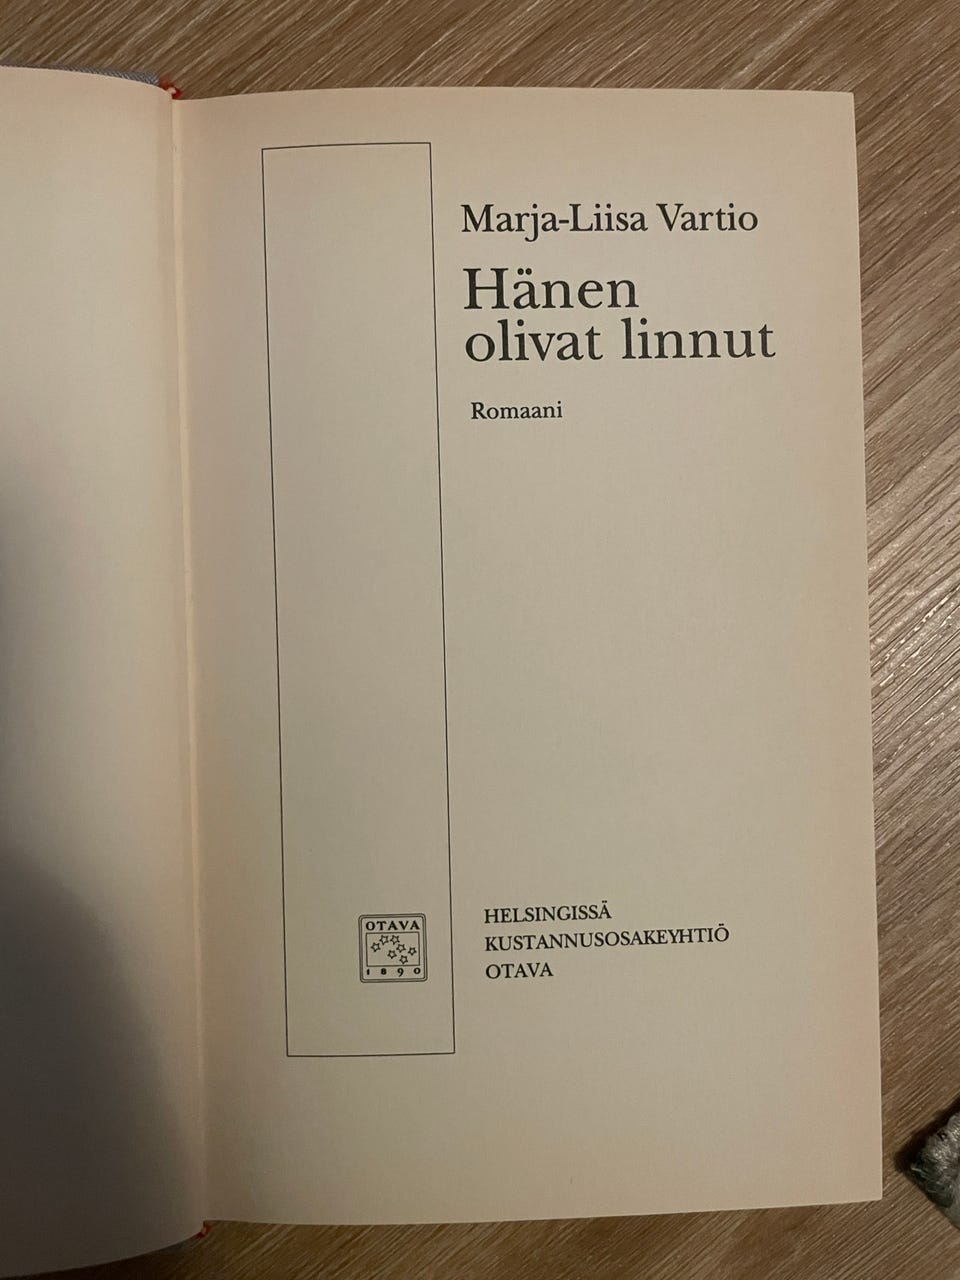 Marja-Liisa Vartio
Hänen
olivat linnut
Romaani
OTAVA
1890
HELSINGISSÄ
KUSTANNUSOSAKEYHTIÖ
OTAVA